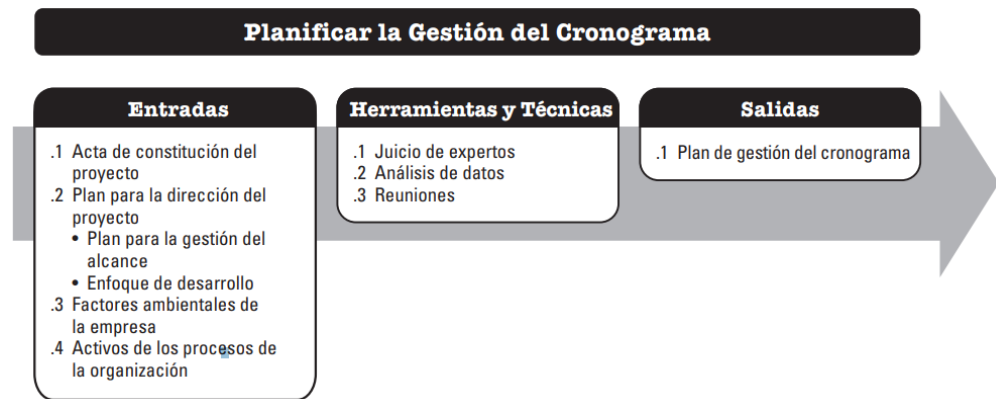 Planificar la Gestión del Cronograma
Entradas
.1 Acta de constitución del
proyecto
.2 Plan para la dirección del
proyecto
• Plan para la gestión del
alcance
• Enfoque de desarrollo
.3 Factores ambientales de
la empresa
.4 Activos de los procesos de
la organización
Herramientas y Técnicas
.1 Juicio de expertos
.2 Análisis de datos
.3 Reuniones
Salidas
.1 Plan de gestión del cronograma